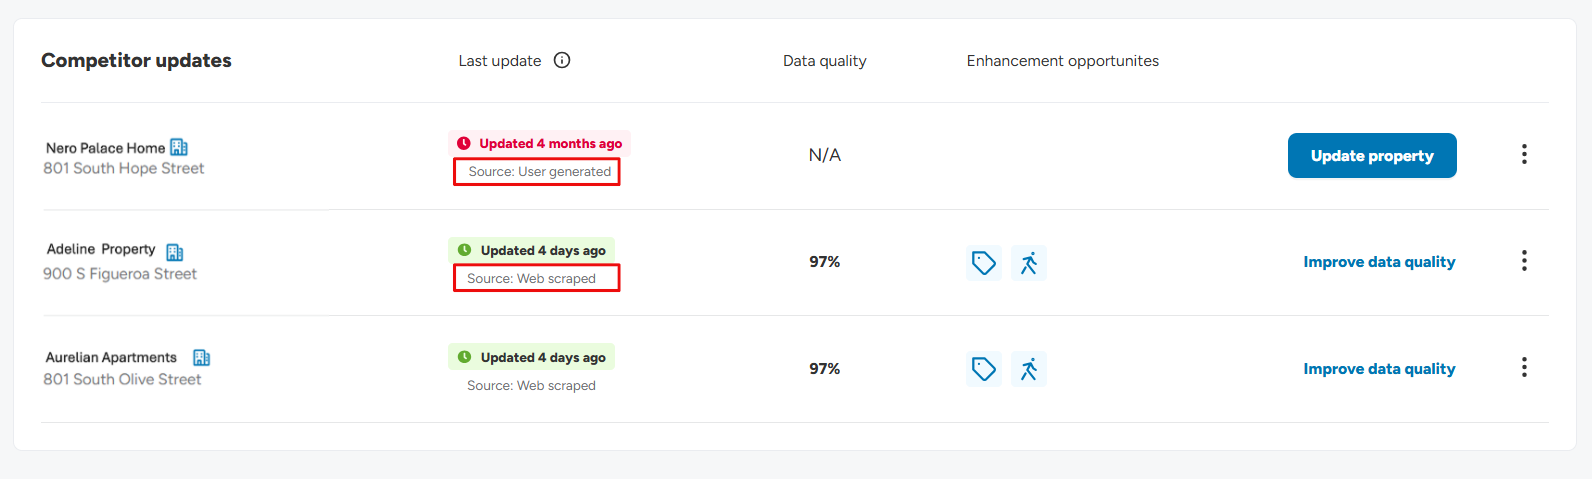 Competitor updates
Last update
Data quality
Enhancement opportunites
Nero Palace Home
801 South Hope Street
Updated 4 months ago
Source: User generated
N/A
Update property
Adeline Property
900 S Figueroa Street
Updated 4 days ago
Source: Web scraped
97%
Improve data quality
Aurelian Apartments
801 South Olive Street
Updated 4 days ago
Source: Web scraped
97%
Improve data quality